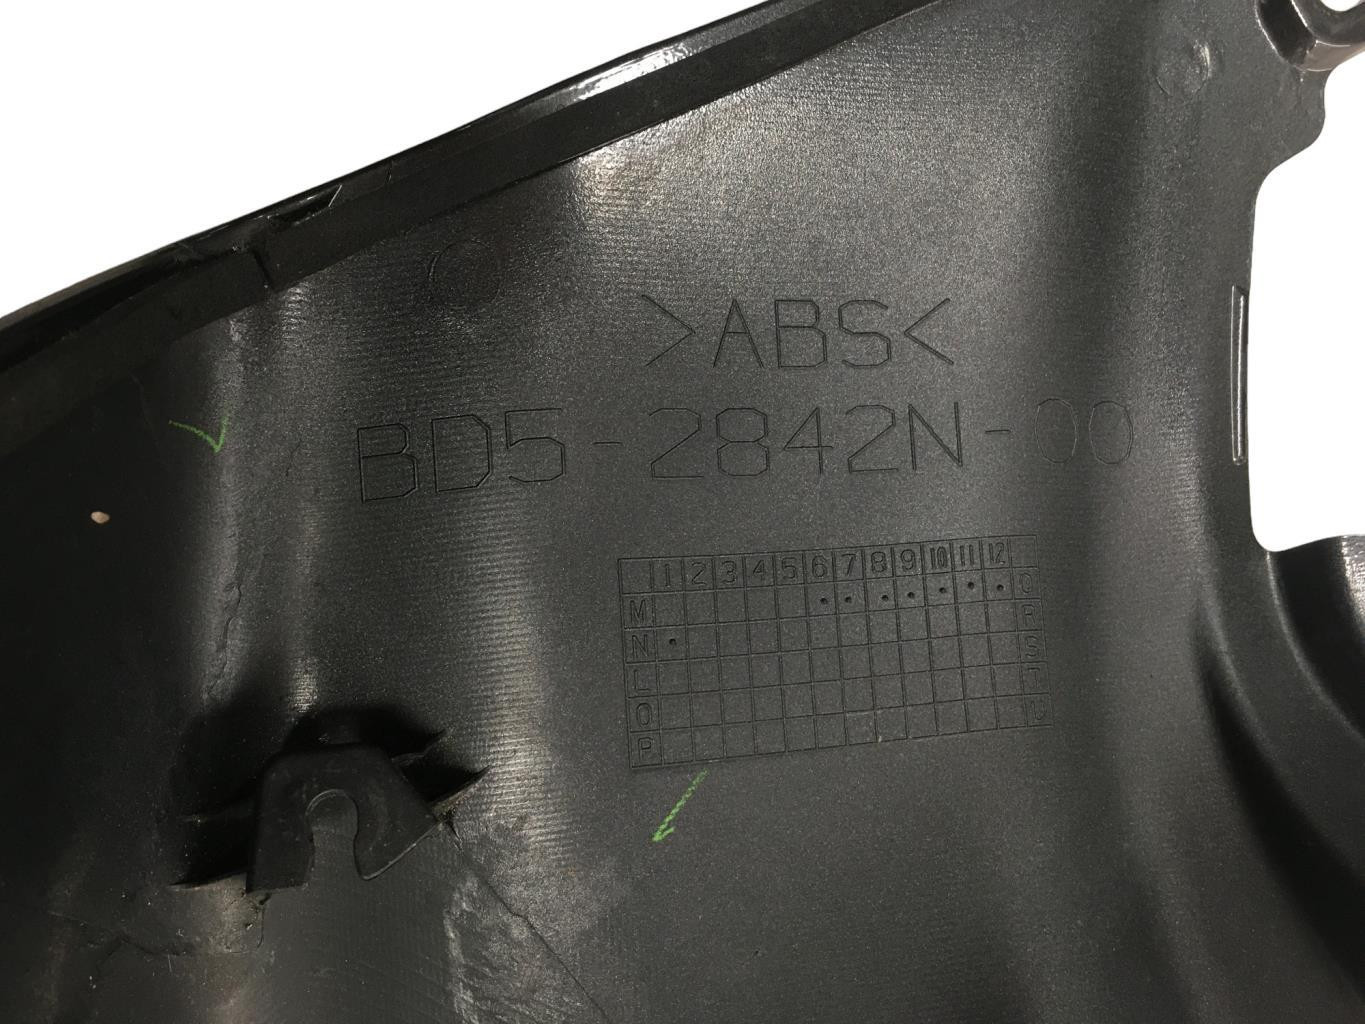 >ABS<
BD5-2842N-00
1 2 3 4 5 6 7 8 9 10 11 12
M Q
N R
L S
O T
P U